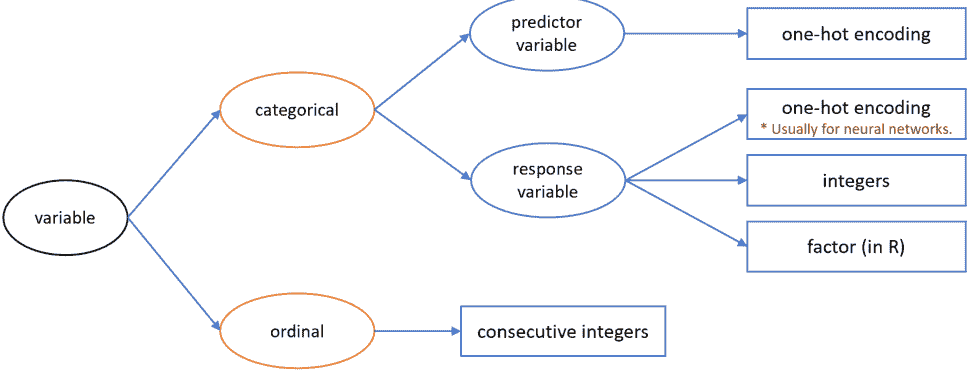 predictor
variable
one-hot encoding
categorical
one-hot encoding
* Usually for neural networks.
response
variable
integers
variable
factor (in R)
ordinal
consecutive integers